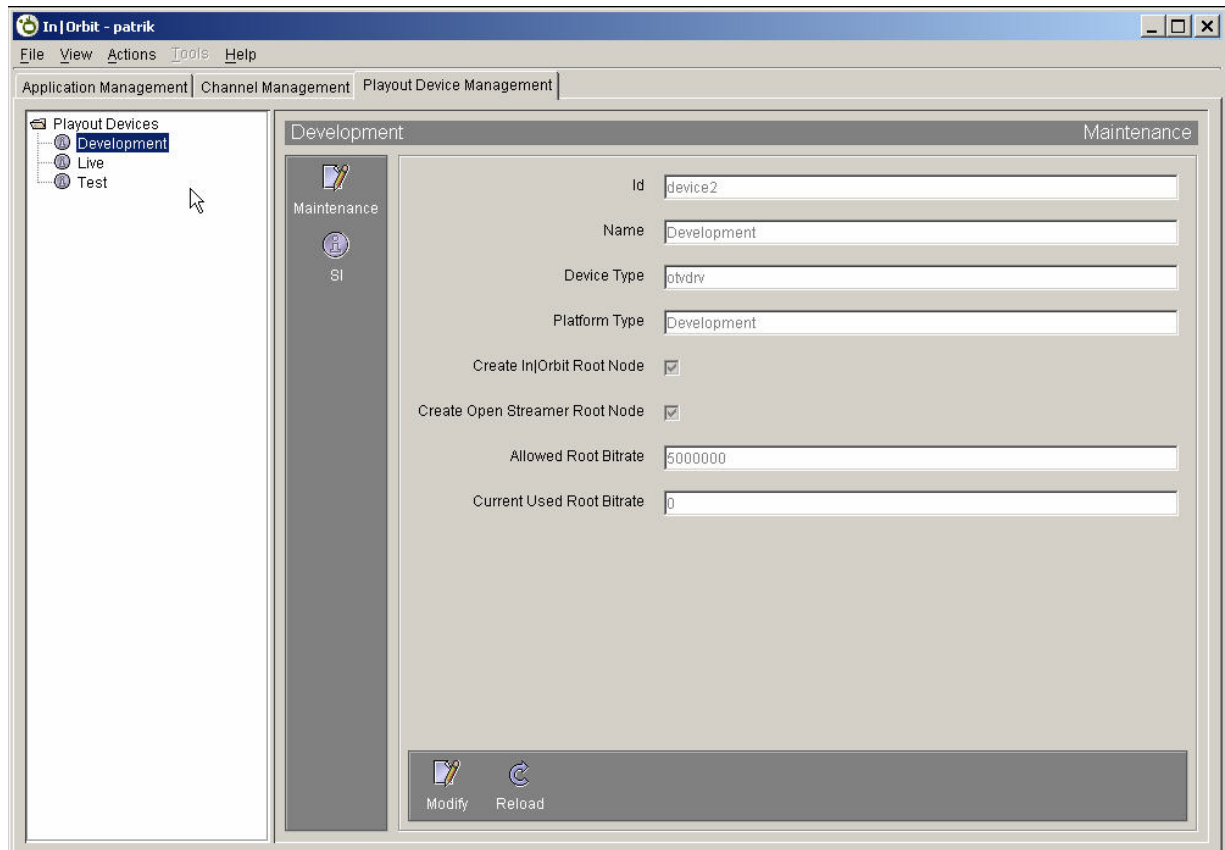 In|Orbit - patrik
File View Actions Tools Help
Application Management Channel Management Playout Device Management
Playout Devices
Development
Live
Test
Development Maintenance
Maintenance
SI
Id device2
Name Development
Device Type otvdrv
Platform Type Development
Create In|Orbit Root Node
Create Open Streamer Root Node
Allowed Root Bitrate 5000000
Current Used Root Bitrate 0
Modify Reload